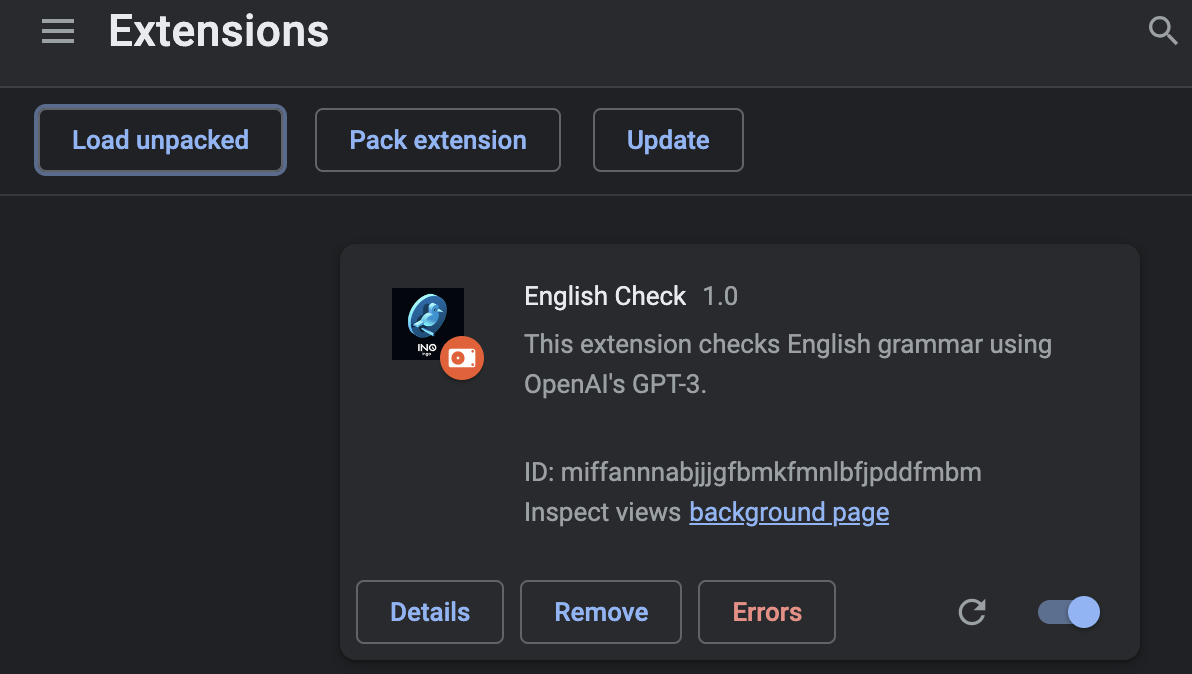 Extensions
Load unpacked
Pack extension
Update
English Check 1.0
This extension checks English grammar using
OpenAI's GPT-3.
INO
ID: miffannnabjjjgfbmkfmnlbfjpddfmbm
Inspect views background page
Details
Remove
Errors